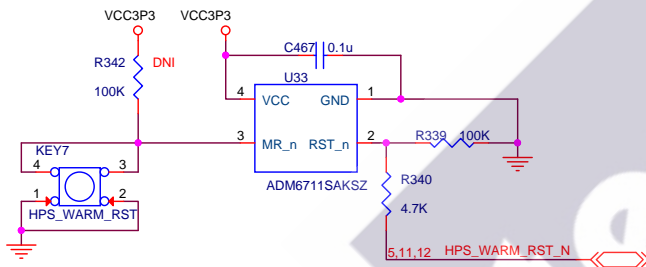 VCC3P3 VCC3P3
C467 0.1u
R342 DNI
U33
100K
4 VCC GND 1
3 MR_n RST_n 2 R339 100K
KEY7
4 3
ADM6711SAKSZ R340
1 2
4.7K
HPS_WARM_RST
5,11,12 HPS_WARM_RST_N